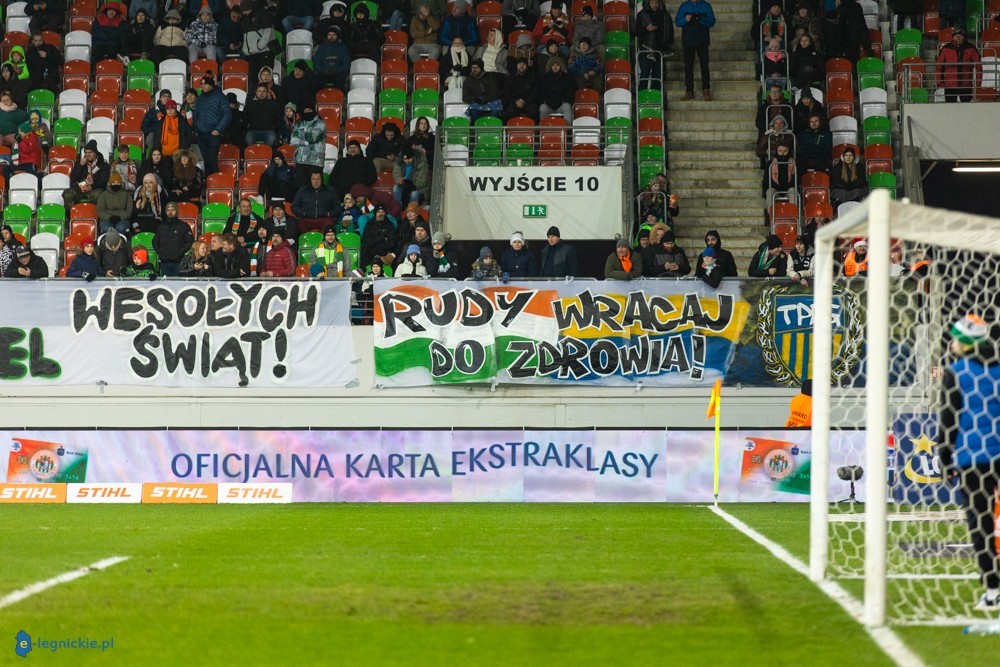 WYJŚCIE 10
WESOŁYCH
ŚWIĄT!
EL
RUDY WRACAJ
DO ZDROWIA!
OFICJALNA KARTA EKSTRAKLASY
STIHL STIHL STIHL STIHL
e-legnickie.pl